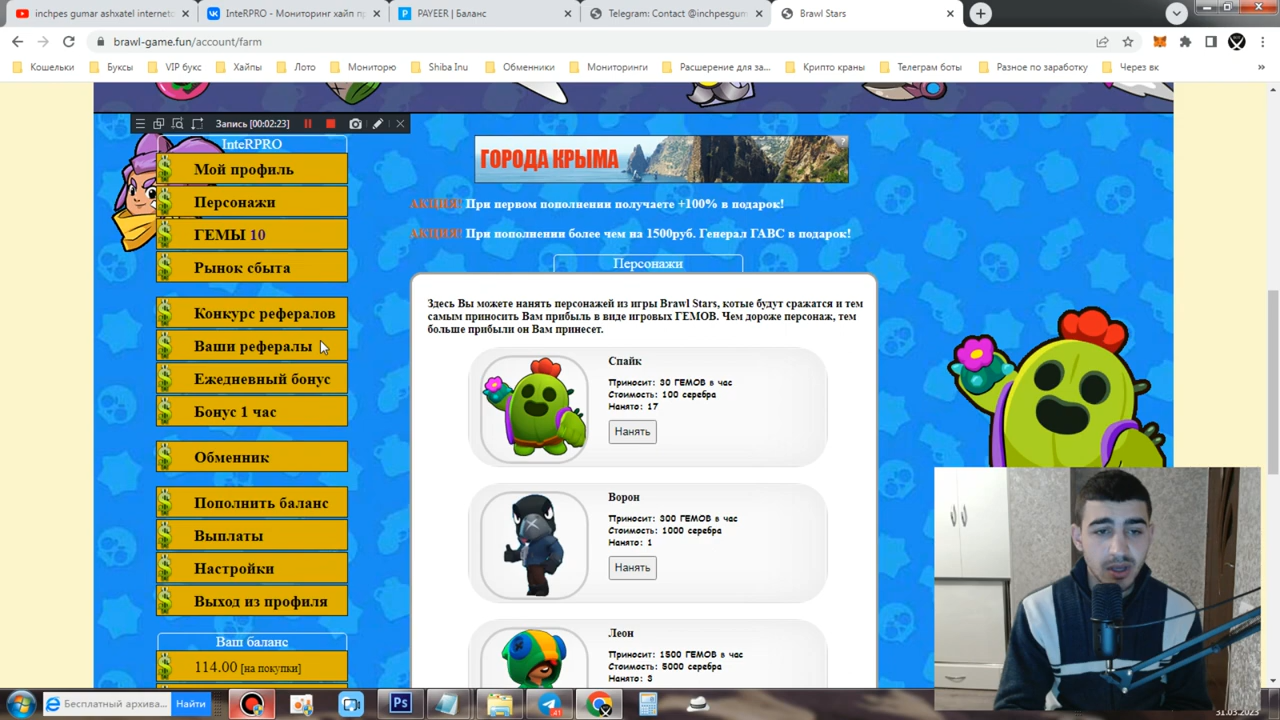 inchpes gumar ashxatel interneto
InteRPRO - Мониторинг хайп пр
PAYEER | Баланс
Telegram: Contact @inchpesgum
Brawl Stars
brawl-game.fun/account/farm
Кошельки
Буксы
VIP букс
Хайпы
Лото
Мониторю
Shiba Inu
Обменники
Мониторинги
Расширение для за...
Крипто краны
Телеграм боты
Разное по заработку
Через вк
»
Запись [00:02:23]
InteRPRO
Мой профиль
Персонажи
ГЕМЫ 10
Рынок сбыта
Конкурс рефералов
Ваши рефералы
Ежедневный бонус
Бонус 1 час
Обменник
Пополнить баланс
Выплаты
Настройки
Выход из профиля
Ваш баланс
114.00 [на покупки]
ГОРОДА КРЫМА
АКЦИЯ! При первом пополнении получаете +100% в подарок!
АКЦИЯ! При пополнении более чем на 1500руб. Генерал ГАВС в подарок!
Персонажи
Здесь Вы можете нанять персонажей из игры Brawl Stars, котые будут сражатся и тем
самым приносить Вам прибыль в виде игровых ГЕМОВ. Чем дороже персонаж, тем
больше прибыли он Вам принесет.
Спайк
Приносит: 30 ГЕМОВ в час
Стоимость: 100 серебра
Нанято: 17
Нанять
Ворон
Приносит: 300 ГЕМОВ в час
Стоимость: 1000 серебра
Нанято: 1
Нанять
Леон
Приносит: 1500 ГЕМОВ в час
Стоимость: 5000 серебра
Нанято: 3
Бесплатный архива...
Найти
Ps
31.03.2023